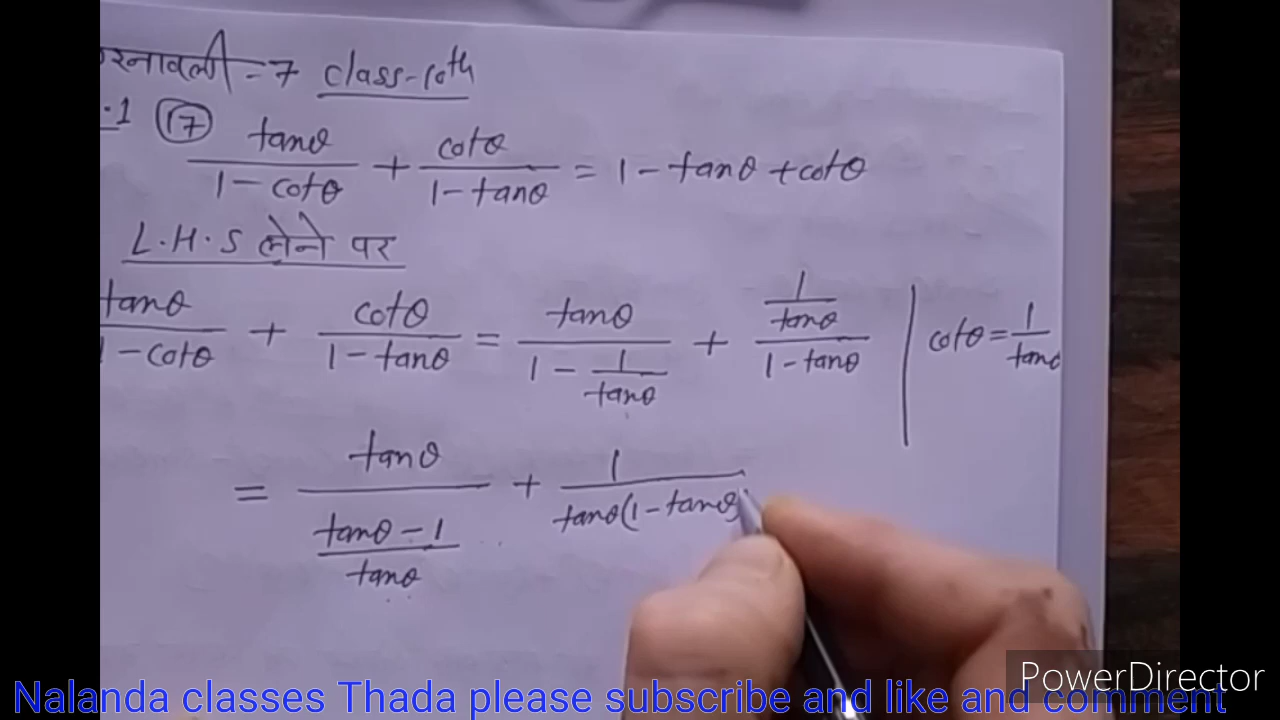 रनावली - 7 class-10th
.1 (17) tanθ / 1 - cotθ + cotθ / 1 - tanθ = 1 - tanθ + cotθ
L.H.S लेने पर
tanθ / 1 - cotθ + cotθ / 1 - tanθ = tanθ / 1 - 1/tanθ + 1/tanθ / 1 - tanθ | cotθ = 1/tanθ
= tanθ / tanθ - 1 / tanθ + 1 / tanθ(1 - tanθ)
PowerDirector
Nalanda classes Thada please subscribe and like and comment